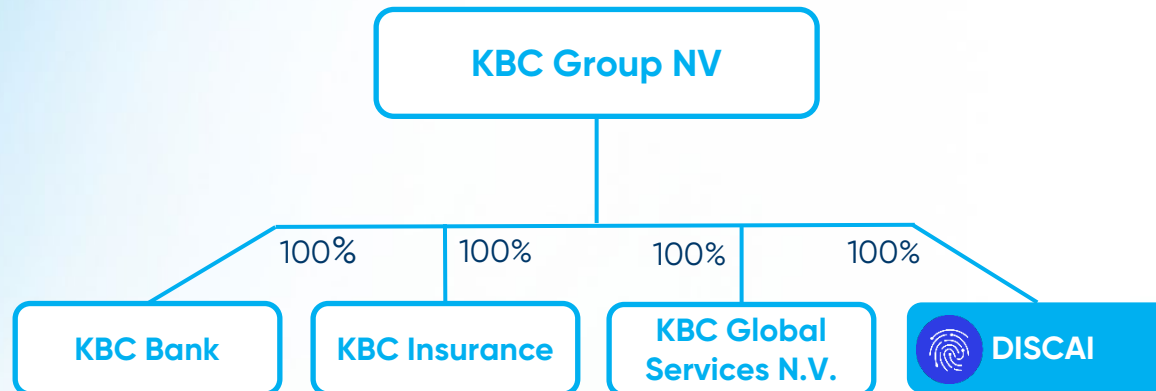 KBC Group NV
100%
100%
100%
100%
KBC Bank
KBC Insurance
KBC Global
Services N.V.
DISCAI